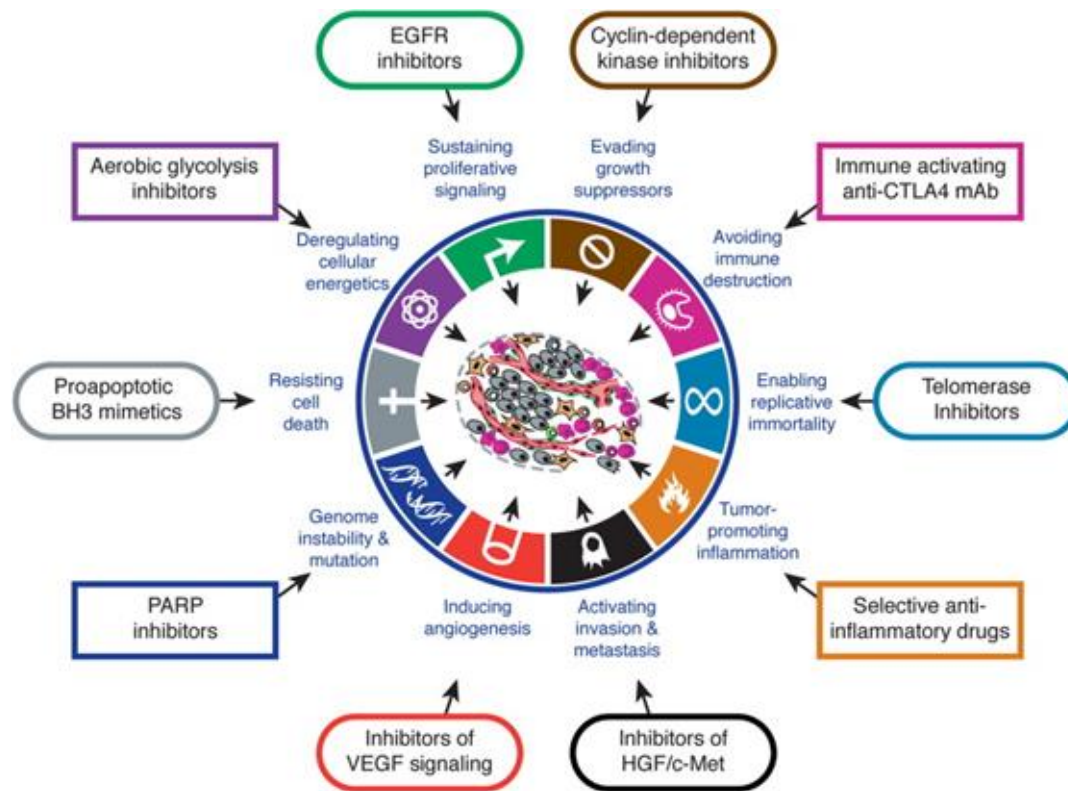 EGFR
inhibitors
Cyclin-dependent
kinase inhibitors
Sustaining
proliferative
signaling
Evading
growth
suppressors
Aerobic glycolysis
inhibitors
Immune activating
anti-CTLA4 mAb
Deregulating
cellular
energetics
Avoiding
immune
destruction
Proapoptotic
BH3 mimetics
Resisting
cell
death
Enabling
replicative
immortality
Telomerase
Inhibitors
Genome
instability &
mutation
Tumor-
promoting
inflammation
PARP
inhibitors
Inducing
angiogenesis
Activating
invasion &
metastasis
Selective anti-
inflammatory drugs
Inhibitors of
VEGF signaling
Inhibitors of
HGF/c-Met